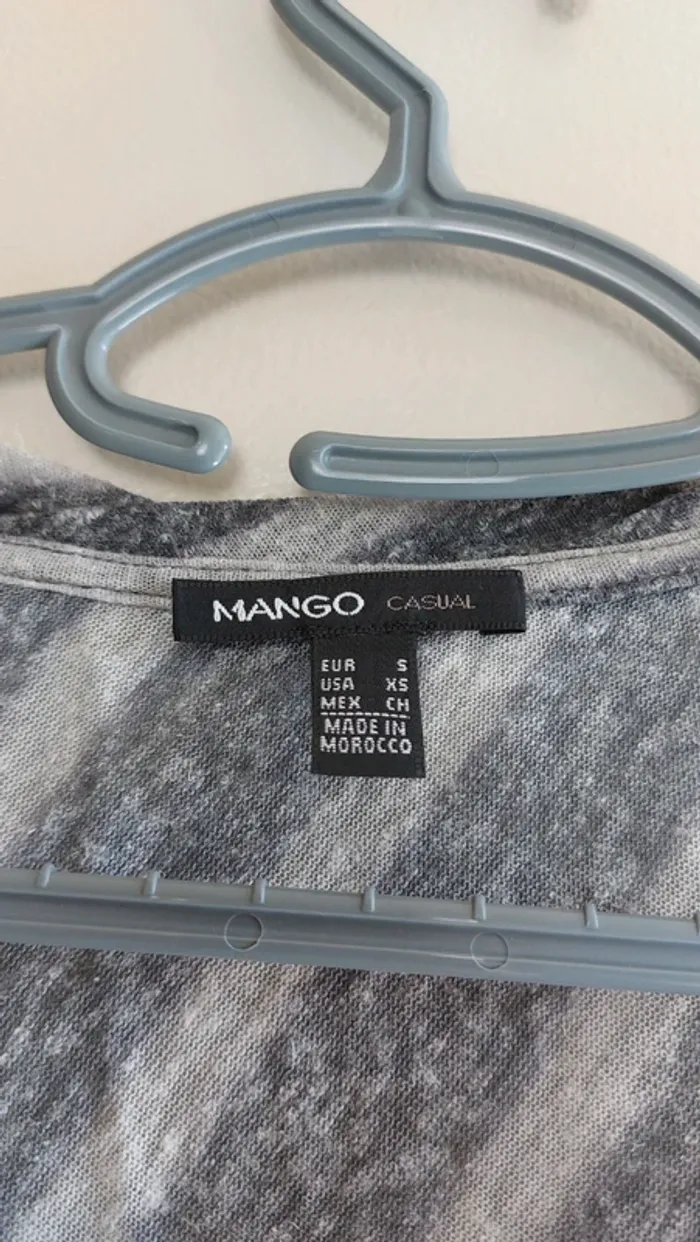 MANGO CASUAL
EUR S
USA XS
MEX CH
MADE IN
MOROCCO